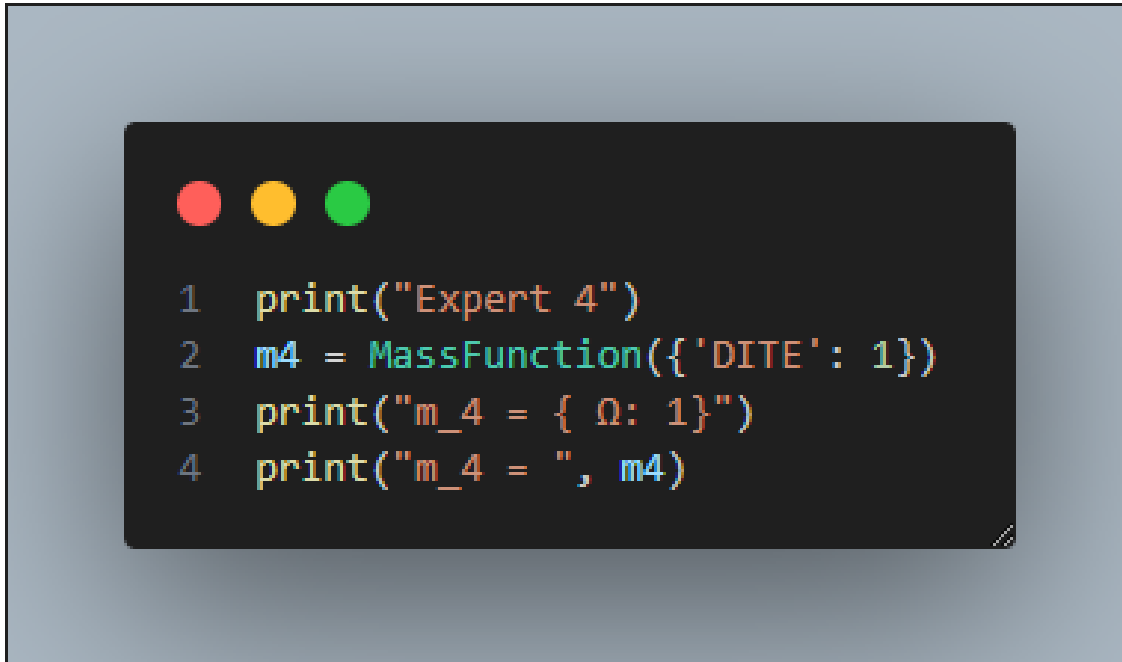 1 print("Expert 4")
2 m4 = MassFunction({'DITE': 1})
3 print("m_4 = { Ω: 1}")
4 print("m_4 = ", m4)